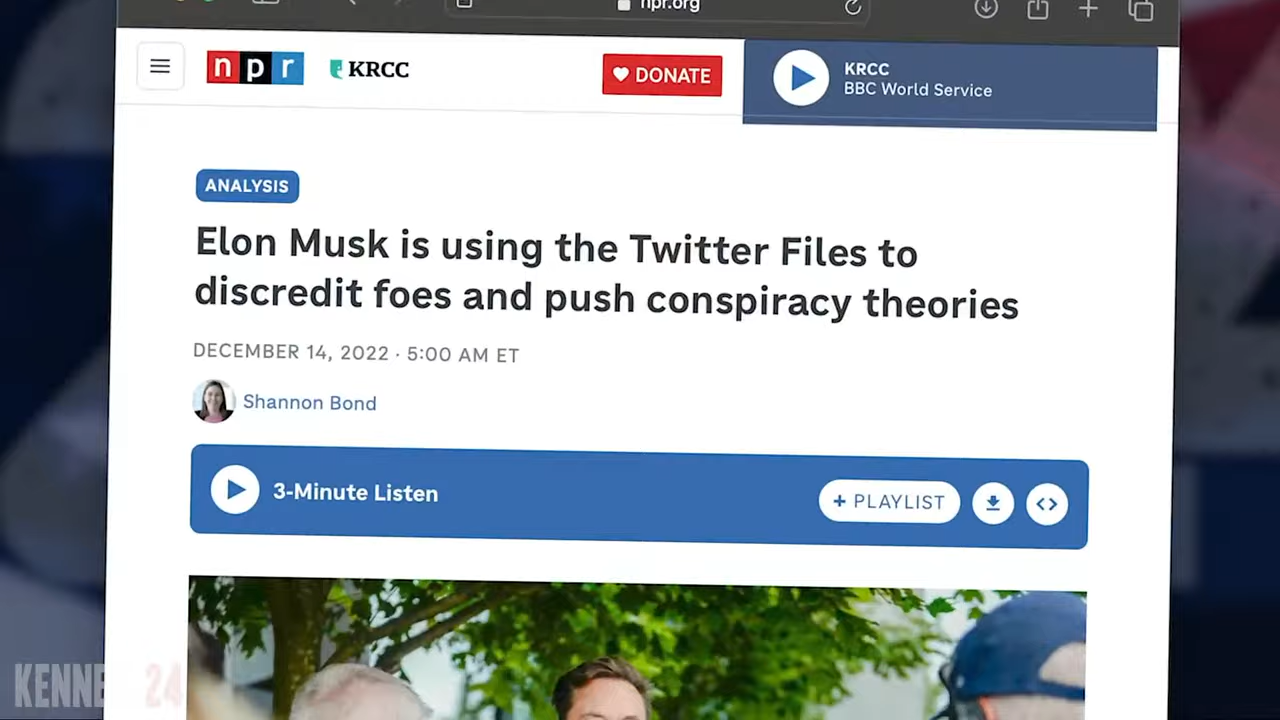 npr.org
npr KRCC
DONATE
KRCC
BBC World Service
ANALYSIS
Elon Musk is using the Twitter Files to
discredit foes and push conspiracy theories
DECEMBER 14, 2022 · 5:00 AM ET
Shannon Bond
3-Minute Listen
+ PLAYLIST
24